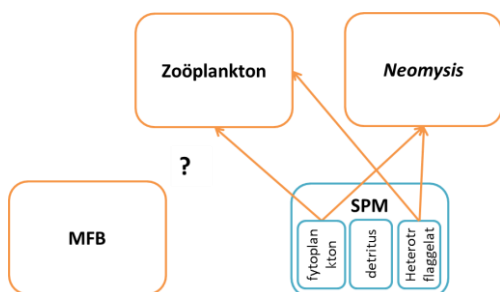 Zoöplankton
Neomysis
?
MFB
SPM
fytoplan
kton
detritus
Heterotr
flaggelat